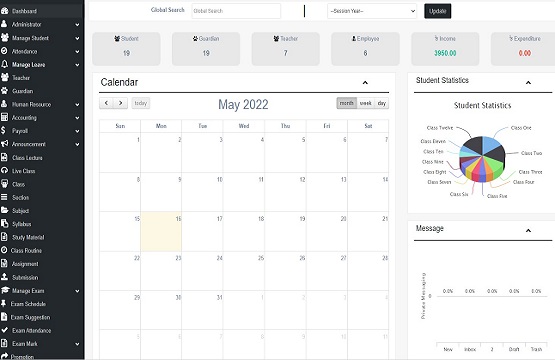 Dashboard
Administrator
Manage Student
Attendance
Manage Leave
Teacher
Guardian
Human Resource
Accounting
Payroll
Announcement
Class Lecture
Live Class
Class
Section
Subject
Syllabus
Study Material
Class Routine
Assignment
Submission
Manage Exam
Exam Schedule
Exam Suggestion
Exam Attendance
Exam Mark
Promotion
Global Search Global Search --Session Year-- Update
Student Guardian Teacher Employee Income Expenditure
19 19 7 6 3950.00 0.00
Calendar
today May 2022 month week day
Sun Mon Tue Wed Thu Fri Sat
1 2 3 4 5 6 7
8 9 10 11 12 13 14
15 16 17 18 19 20 21
22 23 24 25 26 27 28
29 30 31 1 2 3 4
5 6 7 8 9 10 11
Student Statistics
Student Statistics
Class Twelve Class One
Class Eleven
Class Ten Class Two
Class Nine
Class Eight Class Three
Class Seven Class Four
Class Six Class Five
Message
Private Messaging
0 0.0% 0.0% 0.0% 0.0% 0.0%
New Inbox 2 Draft Trash